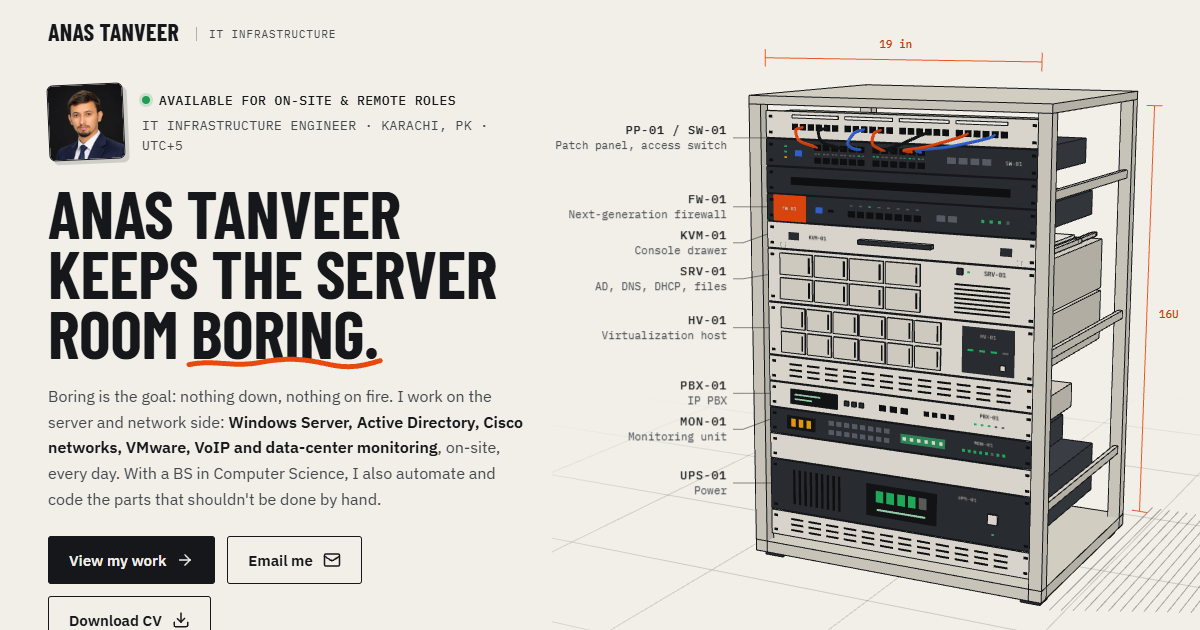 ANAS TANVEER
IT INFRASTRUCTURE
AVAILABLE FOR ON-SITE & REMOTE ROLES
IT INFRASTRUCTURE ENGINEER · KARACHI, PK ·
UTC+5
ANAS TANVEER
KEEPS THE SERVER
ROOM BORING.
Boring is the goal: nothing down, nothing on fire. I work on the
server and network side: Windows Server, Active Directory, Cisco
networks, VMware, VoIP and data-center monitoring, on-site,
every day. With a BS in Computer Science, I also automate and
code the parts that shouldn't be done by hand.
View my work
Email me
Download CV
19 in
16U
PP-01 / SW-01
Patch panel, access switch
FW-01
Next-generation firewall
KVM-01
Console drawer
SRV-01
AD, DNS, DHCP, files
HV-01
Virtualization host
PBX-01
IP PBX
MON-01
Monitoring unit
UPS-01
Power
SW-01
FW-01
KVM-01
SRV-01
HV-01
PBX-01
MON-01
UPS-01